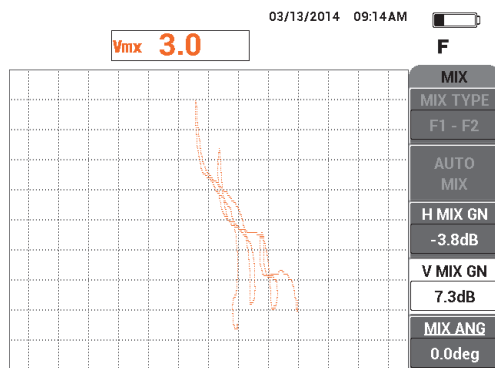 03/13/2014 09:14AM
Vmx 3.0
F
MIX
MIX TYPE
F1 - F2
AUTO
MIX
H MIX GN
-3.8dB
V MIX GN
7.3dB
MIX ANG
0.0deg